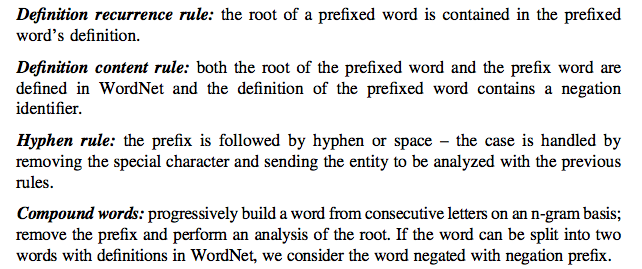 Definition recurrence rule: the root of a prefixed word is contained in the prefixed
word's definition.
Definition content rule: both the root of the prefixed word and the prefix word are
defined in WordNet and the definition of the prefixed word contains a negation
identifier.
Hyphen rule: the prefix is followed by hyphen or space – the case is handled by
removing the special character and sending the entity to be analyzed with the previous
rules.
Compound words: progressively build a word from consecutive letters on an n-gram basis;
remove the prefix and perform an analysis of the root. If the word can be split into two
words with definitions in WordNet, we consider the word negated with negation prefix.